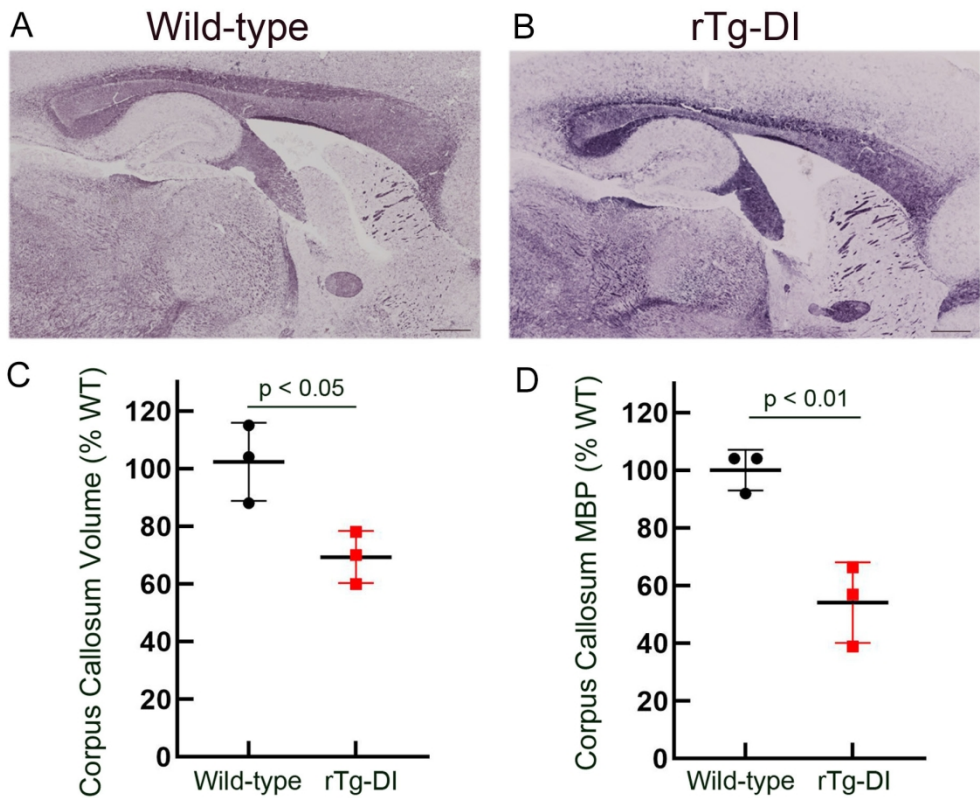 A Wild-type
B rTg-DI
C
Corpus Callosum Volume (% WT)
120
100
80
60
40
20
0
p < 0.05
Wild-type rTg-DI
D
Corpus Callosum MBP (% WT)
120
100
80
60
40
20
0
p < 0.01
Wild-type rTg-DI